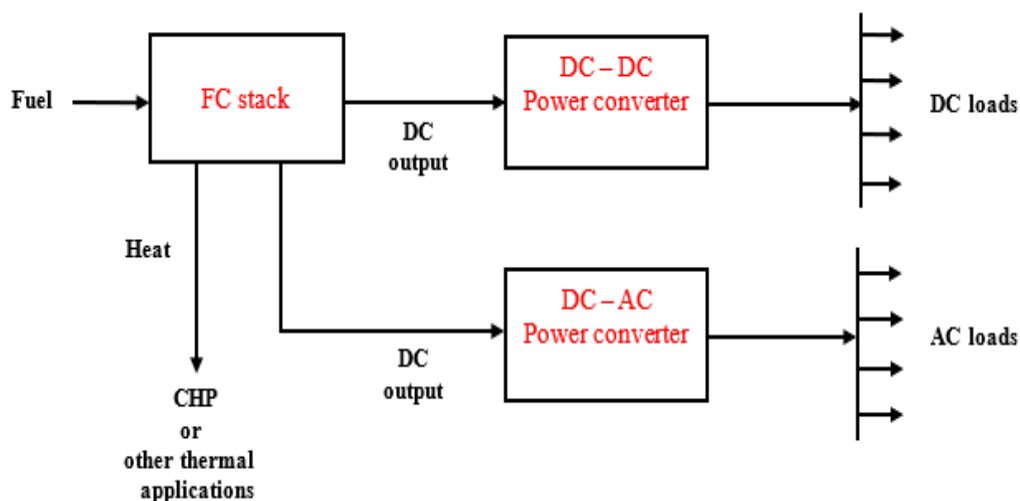 Fuel
FC stack
DC
output
DC – DC
Power converter
DC loads
Heat
CHP
or
other thermal
applications
DC
output
DC – AC
Power converter
AC loads